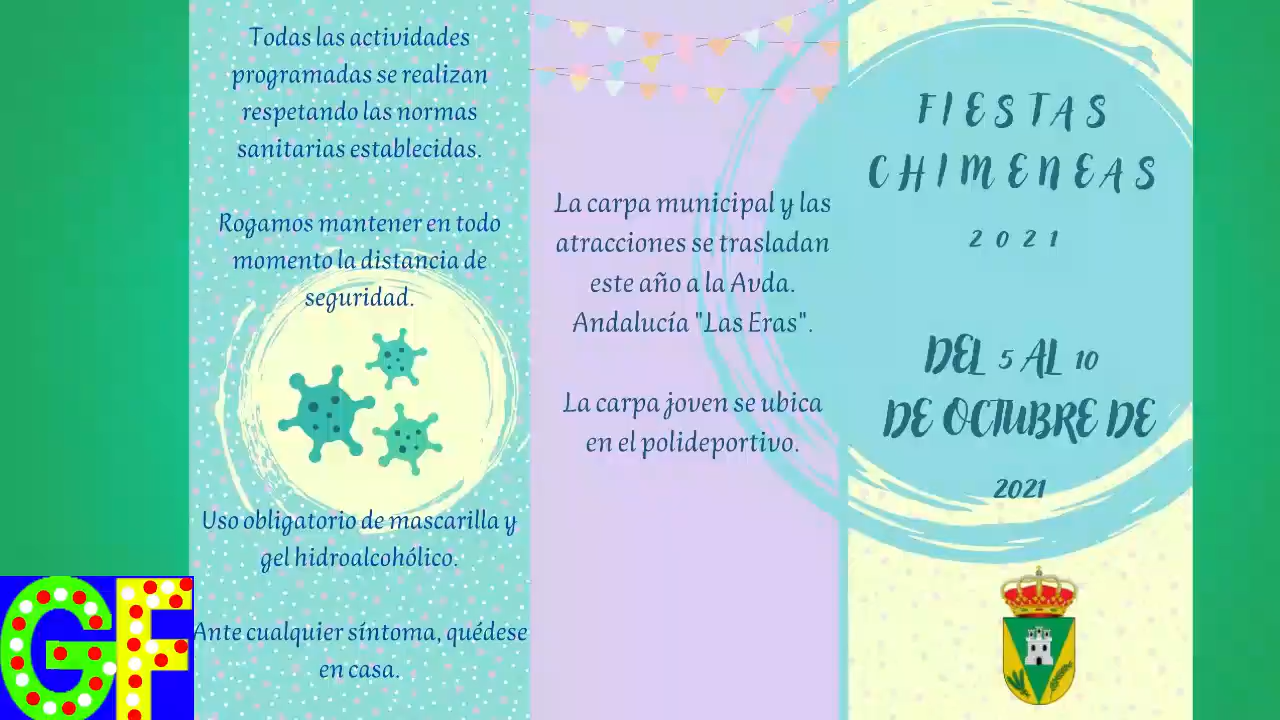 Todas las actividades
programadas se realizan
respetando las normas
sanitarias establecidas.
Rogamos mantener en todo
momento la distancia de
seguridad.
Uso obligatorio de mascarilla y
gel hidroalcohólico.
Ante cualquier síntoma, quédese
en casa.
La carpa municipal y las
atracciones se trasladan
este año a la Avda.
Andalucía "Las Eras".
La carpa joven se ubica
en el polideportivo.
FIESTAS
CHIMENEAS
2021
DEL 5 AL 10
DE OCTUBRE DE
2021
GF